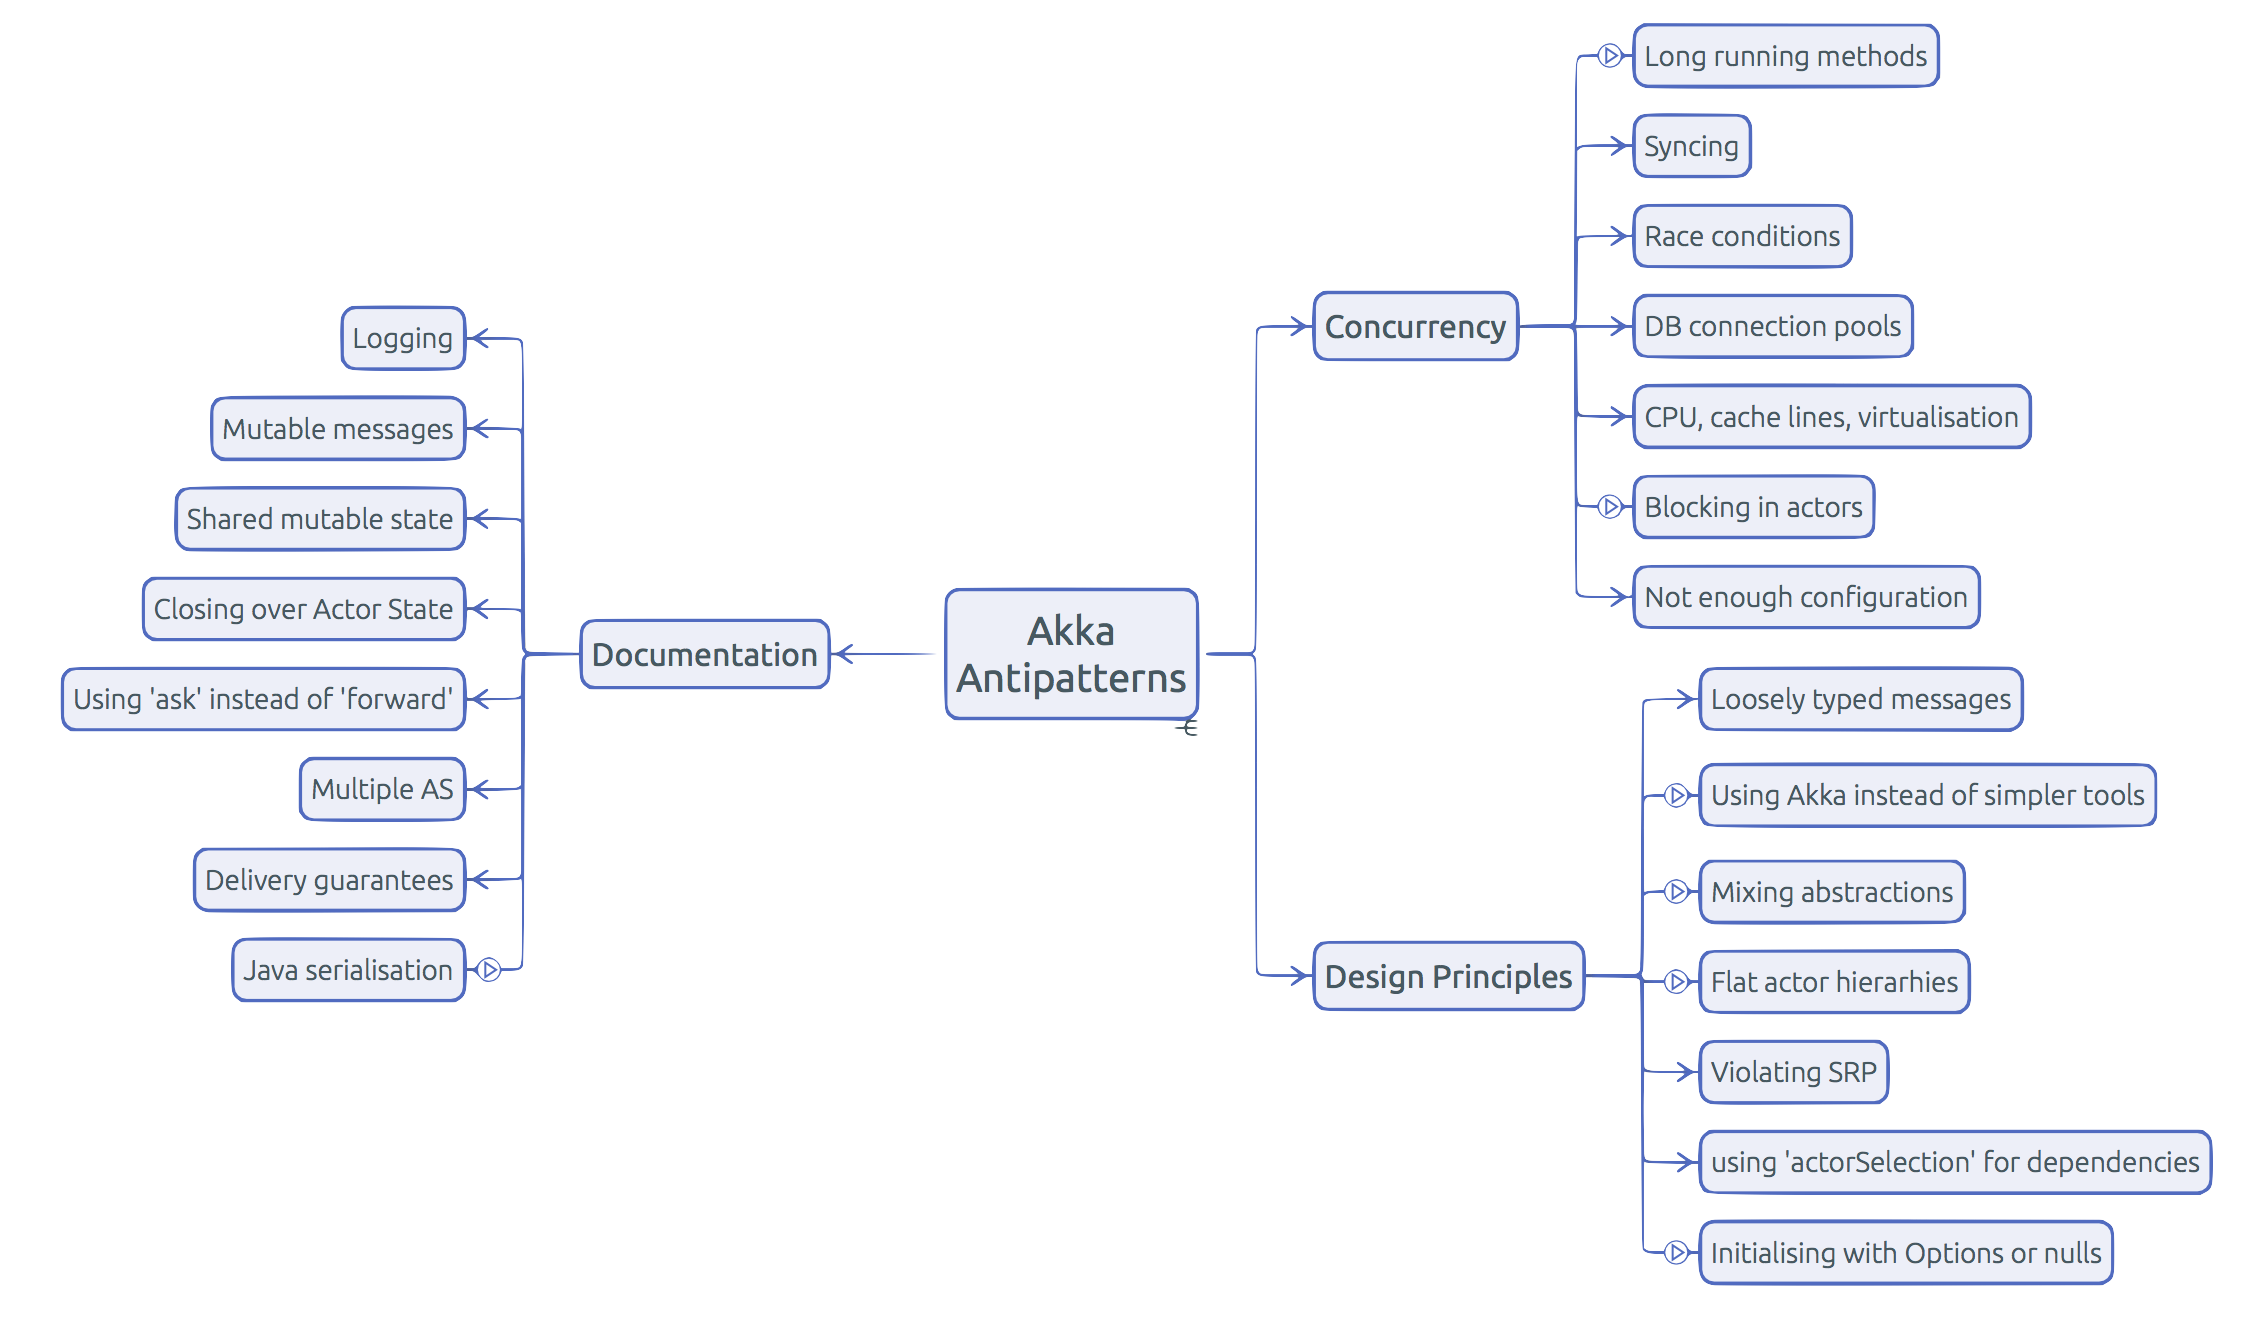 Akka
Antipatterns
Documentation
Logging
Mutable messages
Shared mutable state
Closing over Actor State
Using 'ask' instead of 'forward'
Multiple AS
Delivery guarantees
Java serialisation
Concurrency
Long running methods
Syncing
Race conditions
DB connection pools
CPU, cache lines, virtualisation
Blocking in actors
Not enough configuration
Design Principles
Loosely typed messages
Using Akka instead of simpler tools
Mixing abstractions
Flat actor hierarhies
Violating SRP
using 'actorSelection' for dependencies
Initialising with Options or nulls